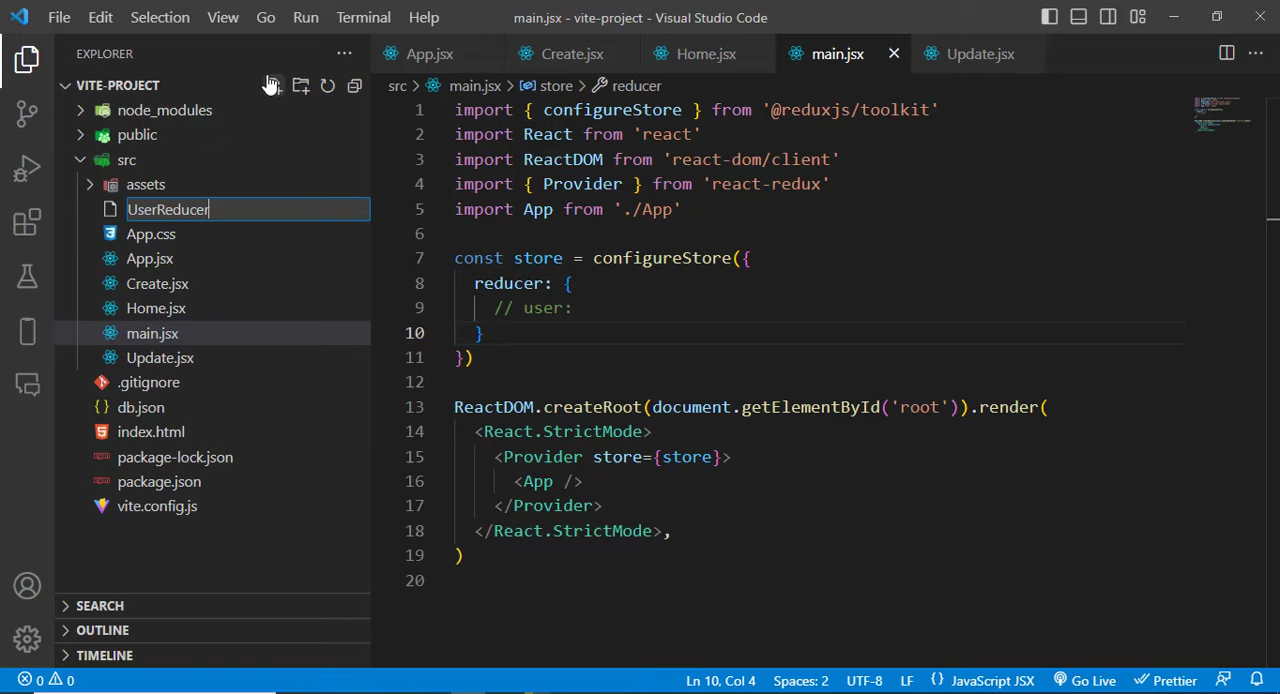 File Edit Selection View Go Run Terminal Help
main.jsx - vite-project - Visual Studio Code
EXPLORER
VITE-PROJECT
node_modules
public
src
assets
UserReducer
App.css
App.jsx
Create.jsx
Home.jsx
main.jsx
Update.jsx
.gitignore
db.json
index.html
package-lock.json
package.json
vite.config.js
SEARCH
OUTLINE
TIMELINE
App.jsx Create.jsx Home.jsx main.jsx Update.jsx
src > main.jsx > store > reducer
1 import { configureStore } from '@reduxjs/toolkit'
2 import React from 'react'
3 import ReactDOM from 'react-dom/client'
4 import { Provider } from 'react-redux'
5 import App from './App'
6
7 const store = configureStore({
8 reducer: {
9 // user:
10 }
11 })
12
13 ReactDOM.createRoot(document.getElementById('root')).render(
14 <React.StrictMode>
15 <Provider store={store}>
16 <App />
17 </Provider>
18 </React.StrictMode>,
19 )
20
0 0 Ln 10, Col 4 Spaces: 2 UTF-8 LF {} JavaScript JSX Go Live Prettier